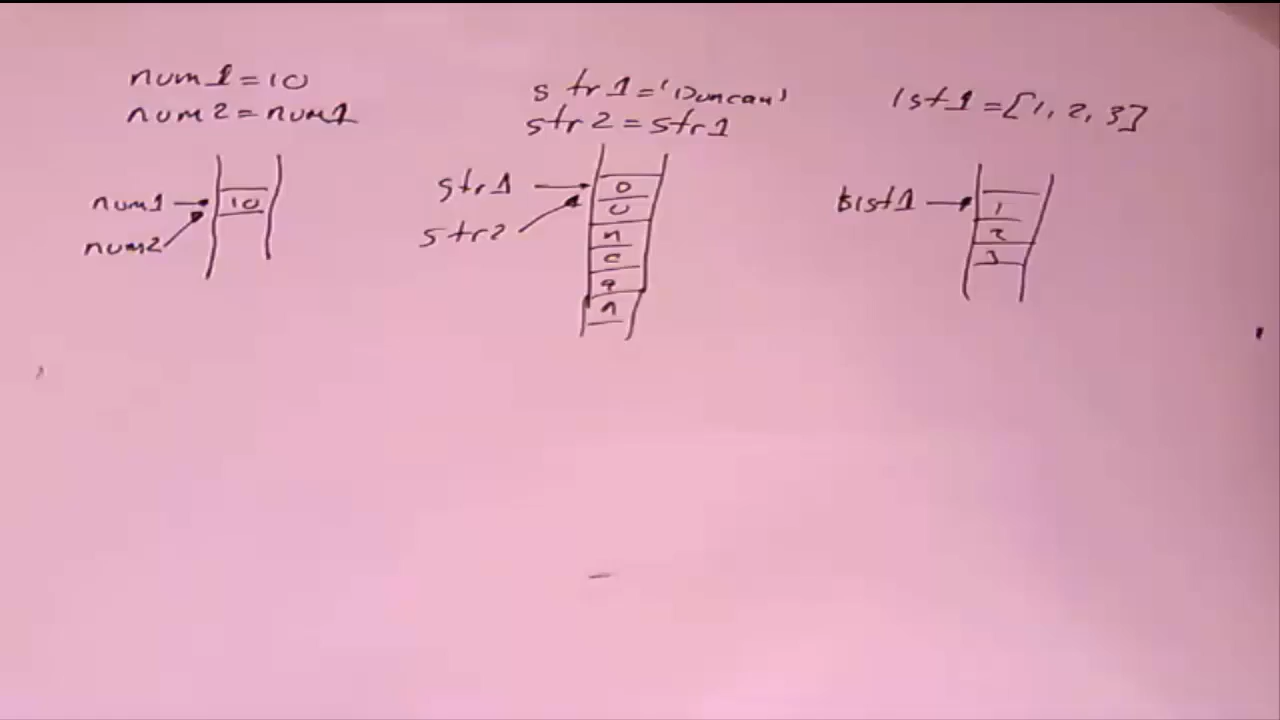 num1=10
num2=num1
num1
num2
10
str1='Duncan'
str2=str1
str1
str2
D
u
n
c
a
n
lst1=[1, 2, 3]
list1
1
2
3